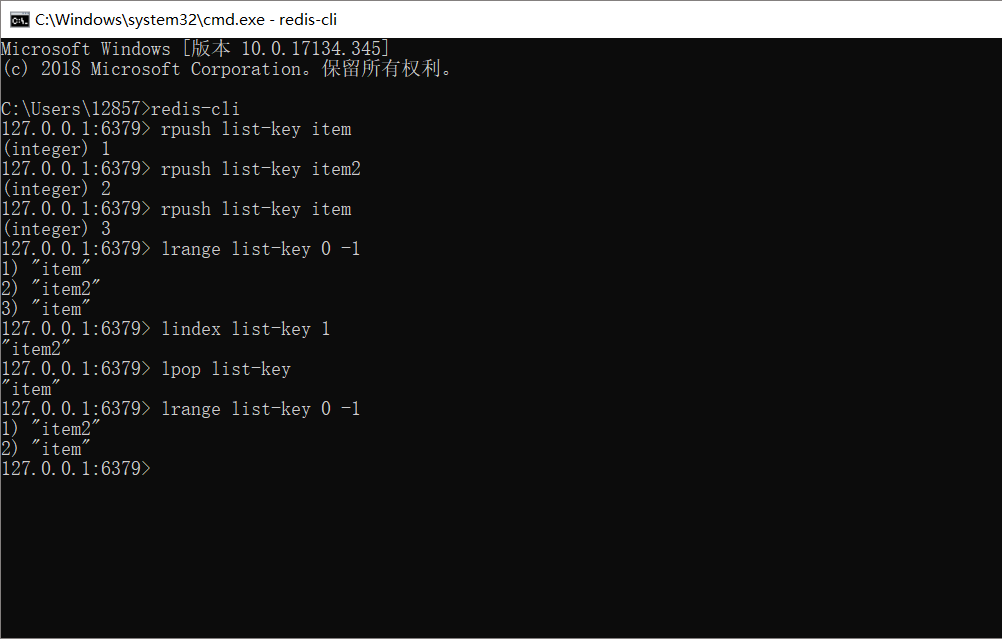 C:\Windows\system32\cmd.exe - redis-cli
Microsoft Windows [版本 10.0.17134.345]
(c) 2018 Microsoft Corporation。保留所有权利。
C:\Users\12857>redis-cli
127.0.0.1:6379> rpush list-key item
(integer) 1
127.0.0.1:6379> rpush list-key item2
(integer) 2
127.0.0.1:6379> rpush list-key item
(integer) 3
127.0.0.1:6379> lrange list-key 0 -1
1) "item"
2) "item2"
3) "item"
127.0.0.1:6379> lindex list-key 1
"item2"
127.0.0.1:6379> lpop list-key
"item"
127.0.0.1:6379> lrange list-key 0 -1
1) "item2"
2) "item"
127.0.0.1:6379>